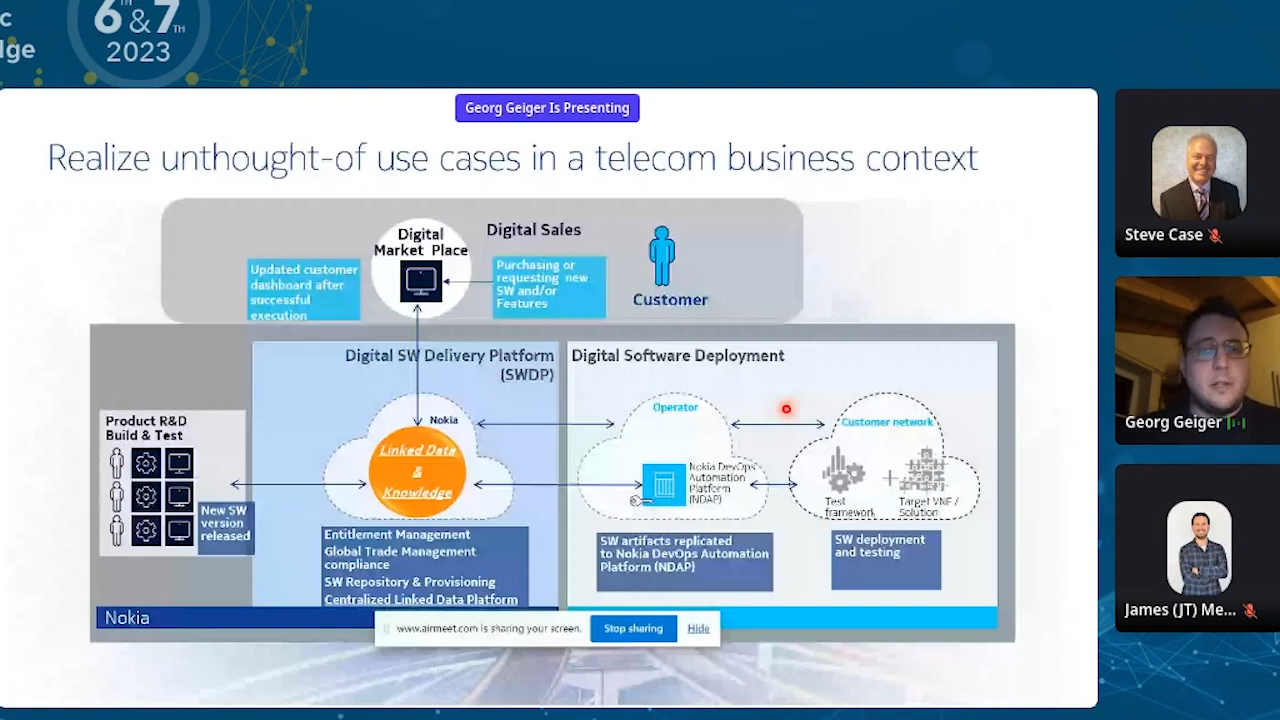 c
6TH&7TH
lge
2023
Georg Geiger Is Presenting
Realize unthought-of use cases in a telecom business context
Digital
Market Place
Digital Sales
Updated customer
dashboard after
successful
execution
Purchasing or
requesting new
SW and/or
Features
Customer
Digital SW Delivery Platform
(SWDP)
Digital Software Deployment
Product R&D
Build & Test
New SW
version
released
Nokia
Linked Data
&
Knowledge
Operator
Nokia DevOps
Automation
Platform
(NDAP)
Customer network
Test
framework
+
Target VNF /
Solution
Entitlement Management
Global Trade Management
compliance
SW Repository & Provisioning
Centralized Linked Data Platform
SW artifacts replicated
to Nokia DevOps Automation
Platform (NDAP)
SW deployment
and testing
Nokia
www.airmeet.com is sharing your screen.
Stop sharing
Hide
Steve Case
Georg Geiger
James (JT) Me...